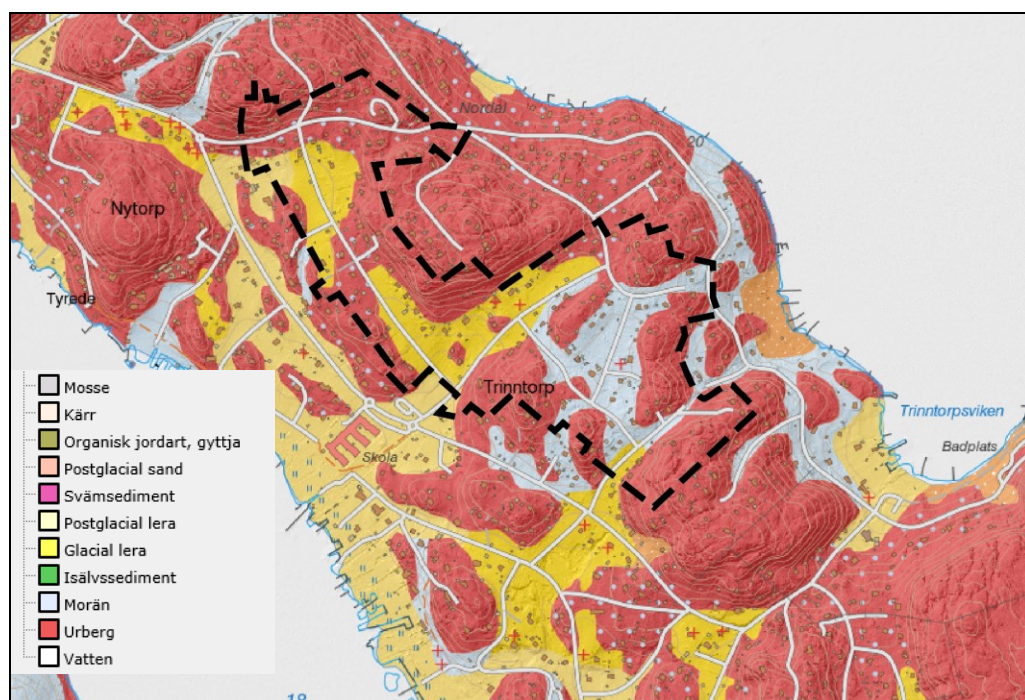 Nordal
20
Nytorp
Tyrede
Trinntorp
Trinntorpsviken
Badplats
Skola
Mosse
Kärr
Organisk jordart, gyttja
Postglacial sand
Svämsediment
Postglacial lera
Glacial lera
Isälvssediment
Morän
Urberg
Vatten
18